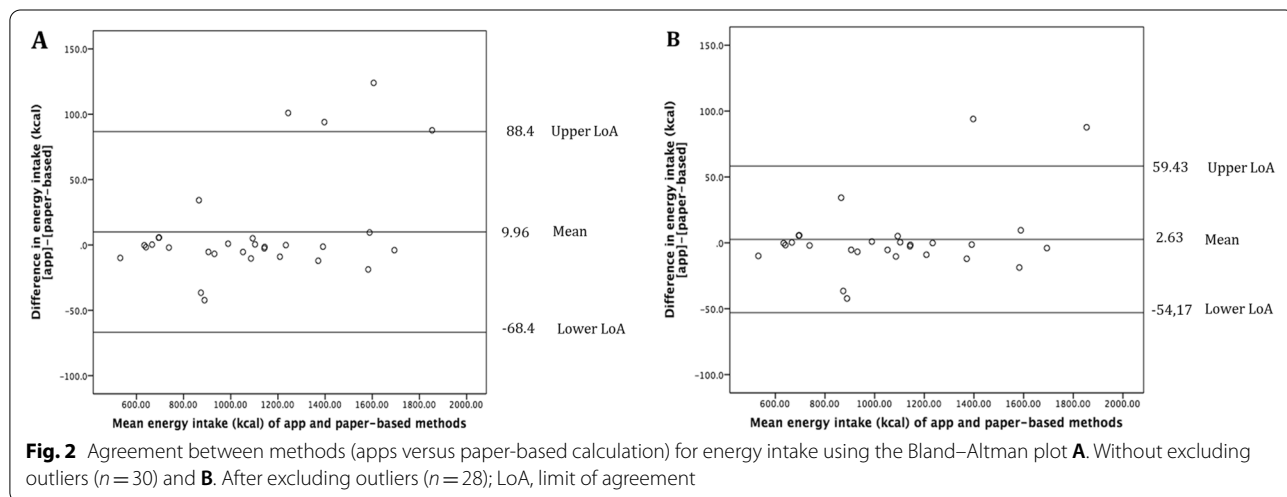 A
Difference in energy intake (kcal)
[app]-[paper-based]
150.0
100.0
50.0
.0
-50.0
-100.0
600.00 800.00 1000.00 1200.00 1400.00 1600.00 1800.00 2000.00
Mean energy intake (kcal) of app and paper-based methods
88.4 Upper LoA
9.96 Mean
-68.4 Lower LoA
B
Difference in energy intake (kcal)
[app]-[paper-based]
150.0
100.0
50.0
.0
-50.0
-100.0
600.00 800.00 1000.00 1200.00 1400.00 1600.00 1800.00 2000.00
Mean energy intake (kcal) of app and paper-based methods
59.43 Upper LoA
2.63 Mean
-54,17 Lower LoA
Fig. 2 Agreement between methods (apps versus paper-based calculation) for energy intake using the Bland–Altman plot A. Without excluding
outliers (n = 30) and B. After excluding outliers (n = 28); LoA, limit of agreement